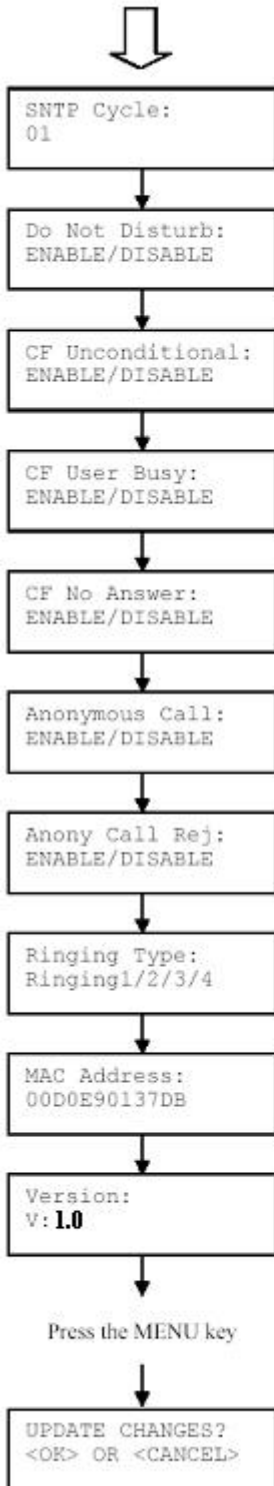 SNTP Cycle:
01
Do Not Disturb:
ENABLE/DISABLE
CF Unconditional:
ENABLE/DISABLE
CF User Busy:
ENABLE/DISABLE
CF No Answer:
ENABLE/DISABLE
Anonymous Call:
ENABLE/DISABLE
Anony Call Rej:
ENABLE/DISABLE
Ringing Type:
Ringing1/2/3/4
MAC Address:
00D0E90137DB
Version:
V:1.0
Press the MENU key
UPDATE CHANGES?
<OK> OR <CANCEL>